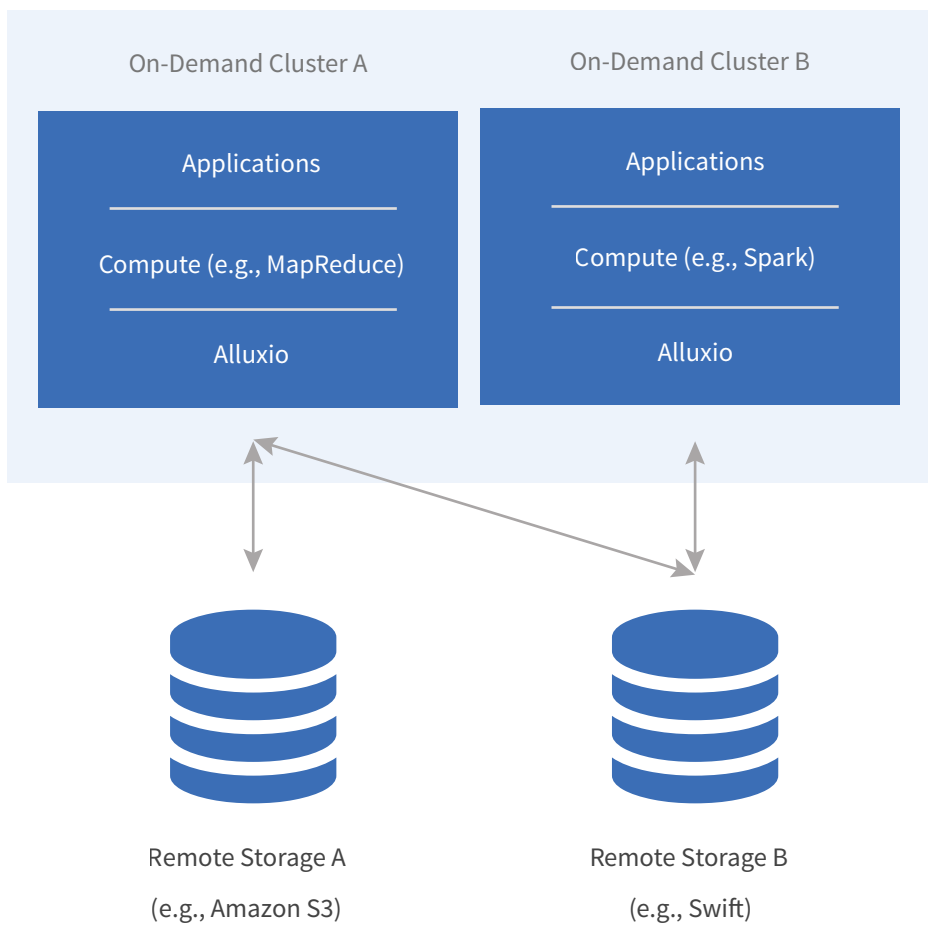 On-Demand Cluster A
On-Demand Cluster B
Applications
Compute (e.g., MapReduce)
Alluxio
Applications
Compute (e.g., Spark)
Alluxio
Remote Storage A
(e.g., Amazon S3)
Remote Storage B
(e.g., Swift)